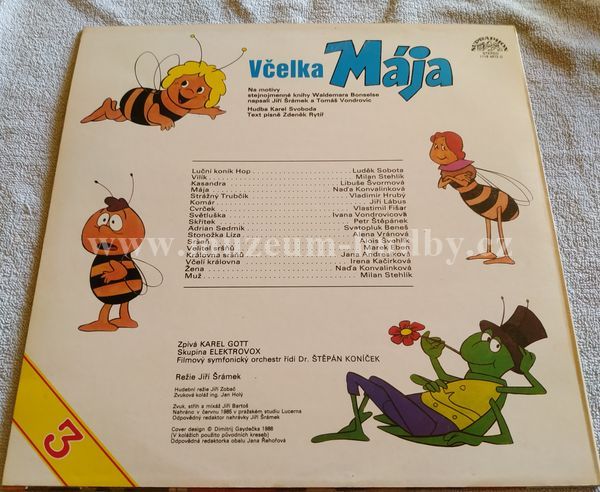 Včelka Mája
SUPRAPHON
STEREO
Na motivy
stejnojmenné knihy Waldemara Bonselse
napsali Jiří Šrámek a Tomáš Vondrovic
Hudba Karel Svoboda
Text písně Zdeněk Rytíř
Luční koník Hop . . . Luděk Sobota
Vilík . . . Milan Stehlík
Kasandra . . . Libuše Švormová
Mája . . . Naďa Konvalinková
Strážný Trubčík . . . Vladimír Hrubý
Komár . . . Jiří Lábus
Cvrček . . . Vlastimil Fišar
Světluška . . . Ivana Vondrovicová
Skřítek . . . Petr Štěpánek
Adrian Sedmík . . . Svatopluk Beneš
Stonožka Líza . . . Alena Vránová
Sršeň . . . Alois Švehlík
Velitel sršňů . . . Marek Eben
Královna sršňů . . . Jana Andresíková
Včelí královna . . . Irena Kačírková
Žena . . . Naďa Konvalinková
Muž . . . Milan Stehlík
www.muzeum-hudby.cz
Zpívá KAREL GOTT
Skupina ELEKTROVOX
Filmový symfonický orchestr řídí Dr. ŠTĚPÁN KONÍČEK
Režie Jiří Šrámek
Hudební režie Jiří Zobač
Zvuková koláž ing. Jan Holý
Zvuk, střih a mixáž Jiří Bartoš
Nahráno v červnu 1985 v pražském studiu Lucerna
Odpovědný redaktor nahrávky Jiří Šrámek
Cover design © Dimitrij Gaydečka 1986
(V kolážích použito původních kreseb)
Odpovědná redaktorka obalu Jana Řehořová
3